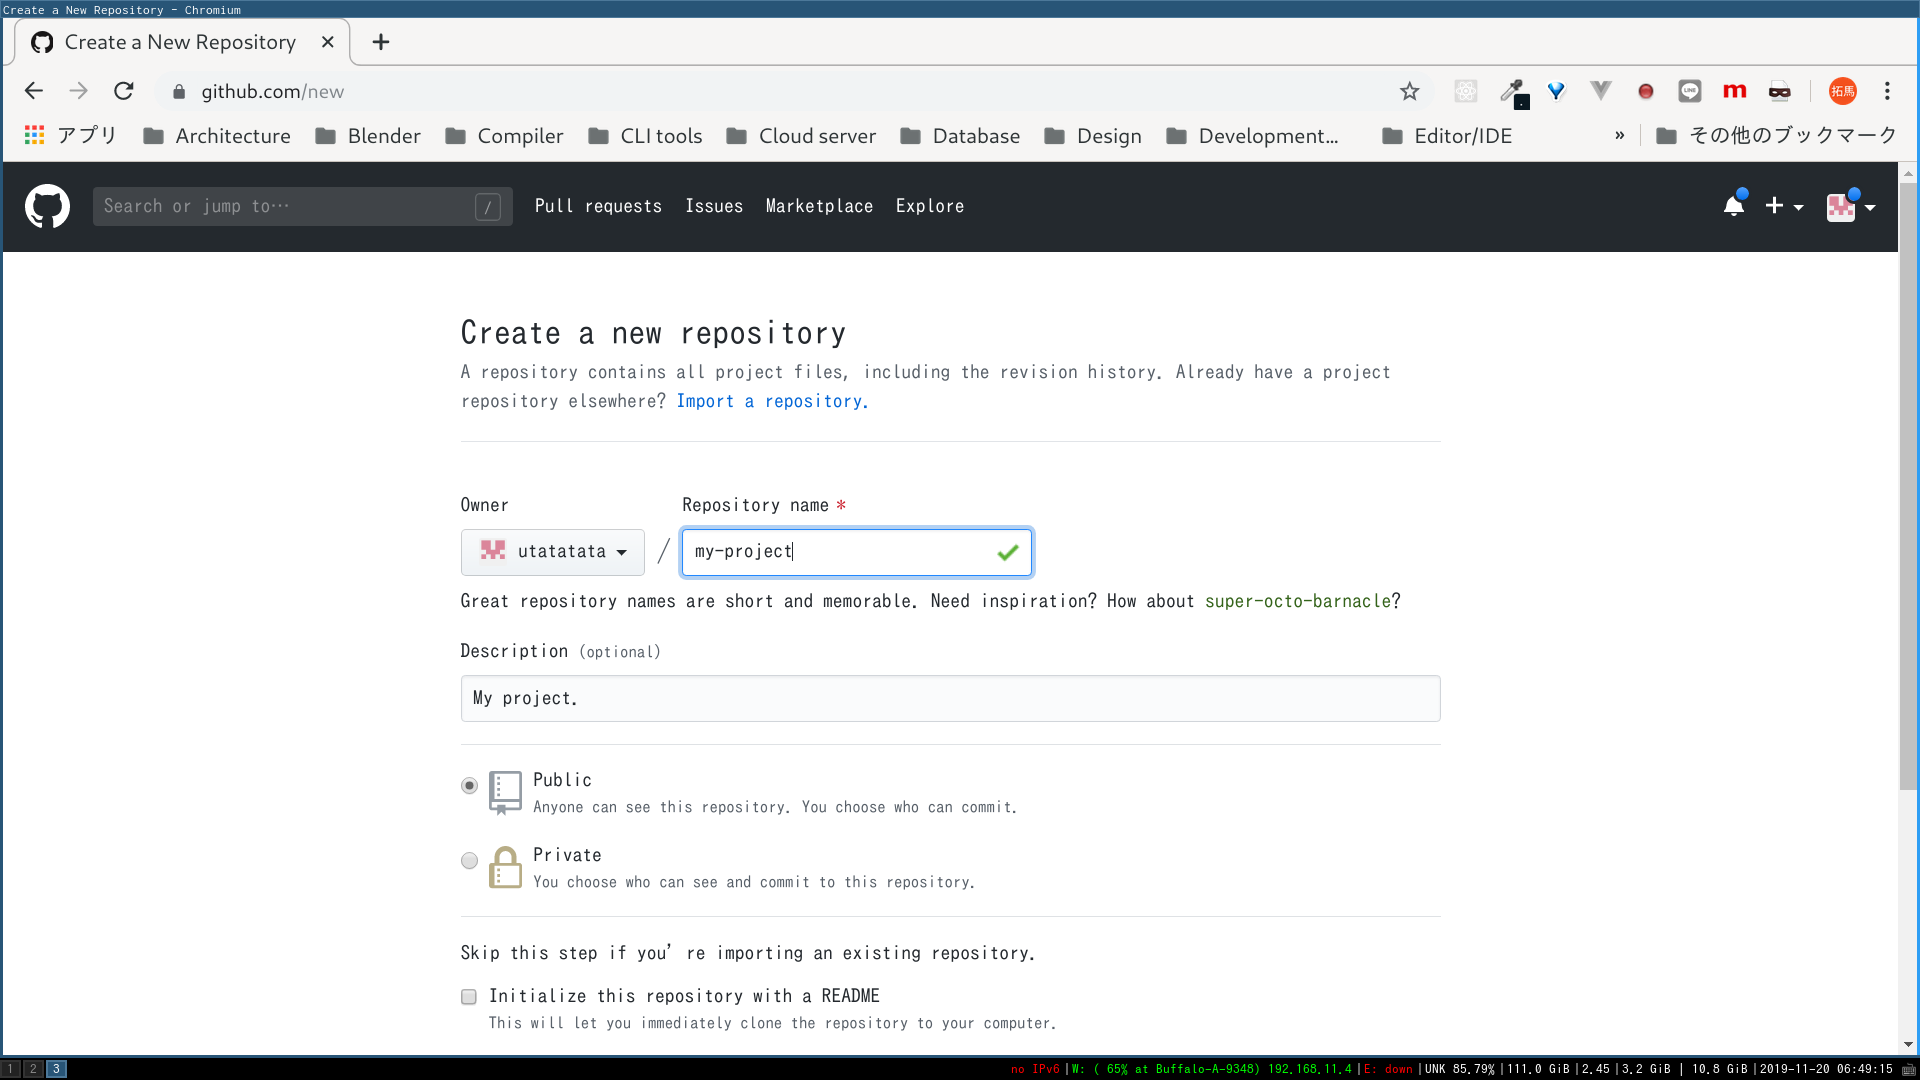 Create a New Repository - Chromium
Create a New Repository
github.com/new
拓馬
アプリ Architecture Blender Compiler CLI tools Cloud server Database Design Development... Editor/IDE » その他のブックマーク
Search or jump to… / Pull requests Issues Marketplace Explore
Create a new repository
A repository contains all project files, including the revision history. Already have a project
repository elsewhere? Import a repository.
Owner Repository name *
utatatata / my-project
Great repository names are short and memorable. Need inspiration? How about super-octo-barnacle?
Description (optional)
My project.
Public
Anyone can see this repository. You choose who can commit.
Private
You choose who can see and commit to this repository.
Skip this step if you’re importing an existing repository.
Initialize this repository with a README
This will let you immediately clone the repository to your computer.
1 2 3 no IPv6|W: ( 65% at Buffalo-A-9348) 192.168.11.4|E: down|UNK 85.79%|111.0 GiB|2.45|3.2 GiB | 10.8 GiB|2019-11-20 06:49:15